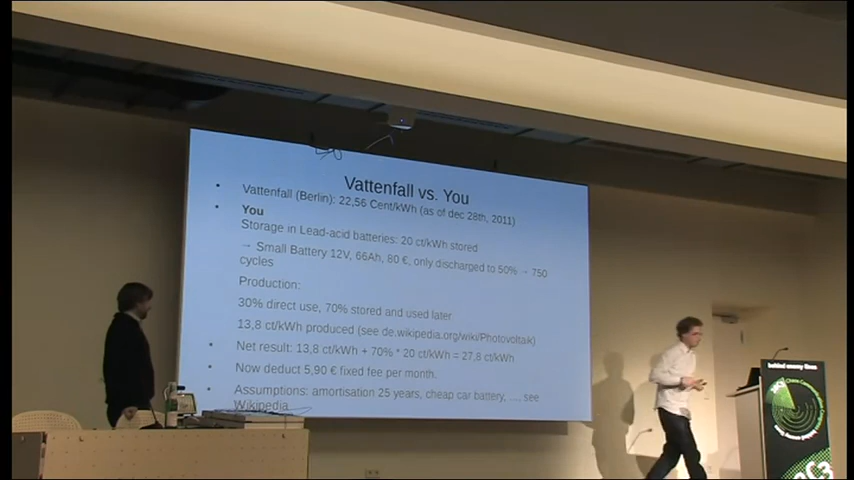 Vattenfall vs. You
Vattenfall (Berlin): 22,56 Cent/kWh (as of dec 28th, 2011)
You
Storage in Lead-acid batteries: 20 ct/kWh stored
→ Small Battery 12V, 66Ah, 80 €, only discharged to 50% → 750
cycles
Production:
30% direct use, 70% stored and used later
13,8 ct/kWh produced (see de.wikipedia.org/wiki/Photovoltaik)
Net result: 13,8 ct/kWh + 70% * 20 ct/kWh = 27,8 ct/kWh
Now deduct 5,90 € fixed fee per month.
Assumptions: amortisation 25 years, cheap car battery, .... see
Wikipedia
behind enemy lines